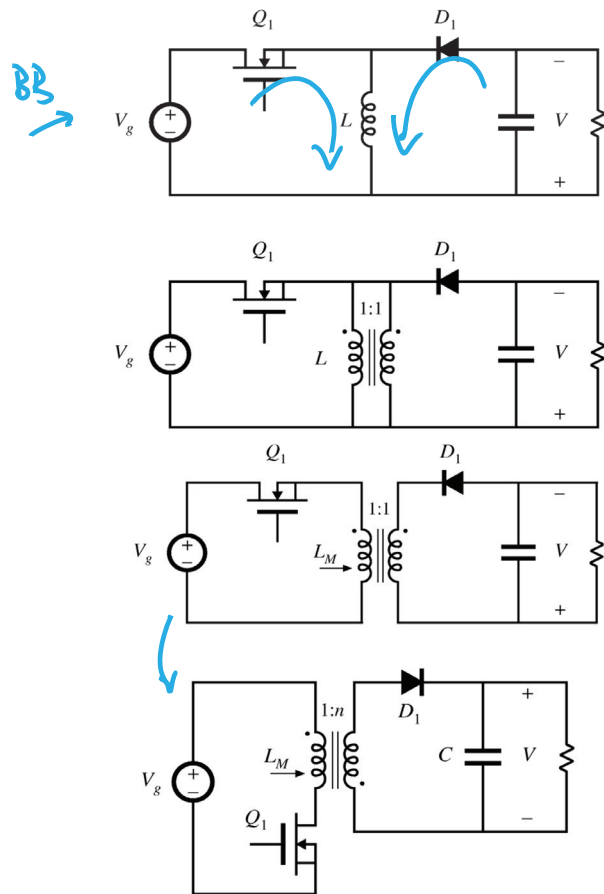 Q1 D1
BB
Vg + − L − V +
Q1 D1
1:1
Vg + − L − V +
Q1 D1
1:1
Vg + − LM − V +
1:n D1
LM C + V −
Vg + −
Q1